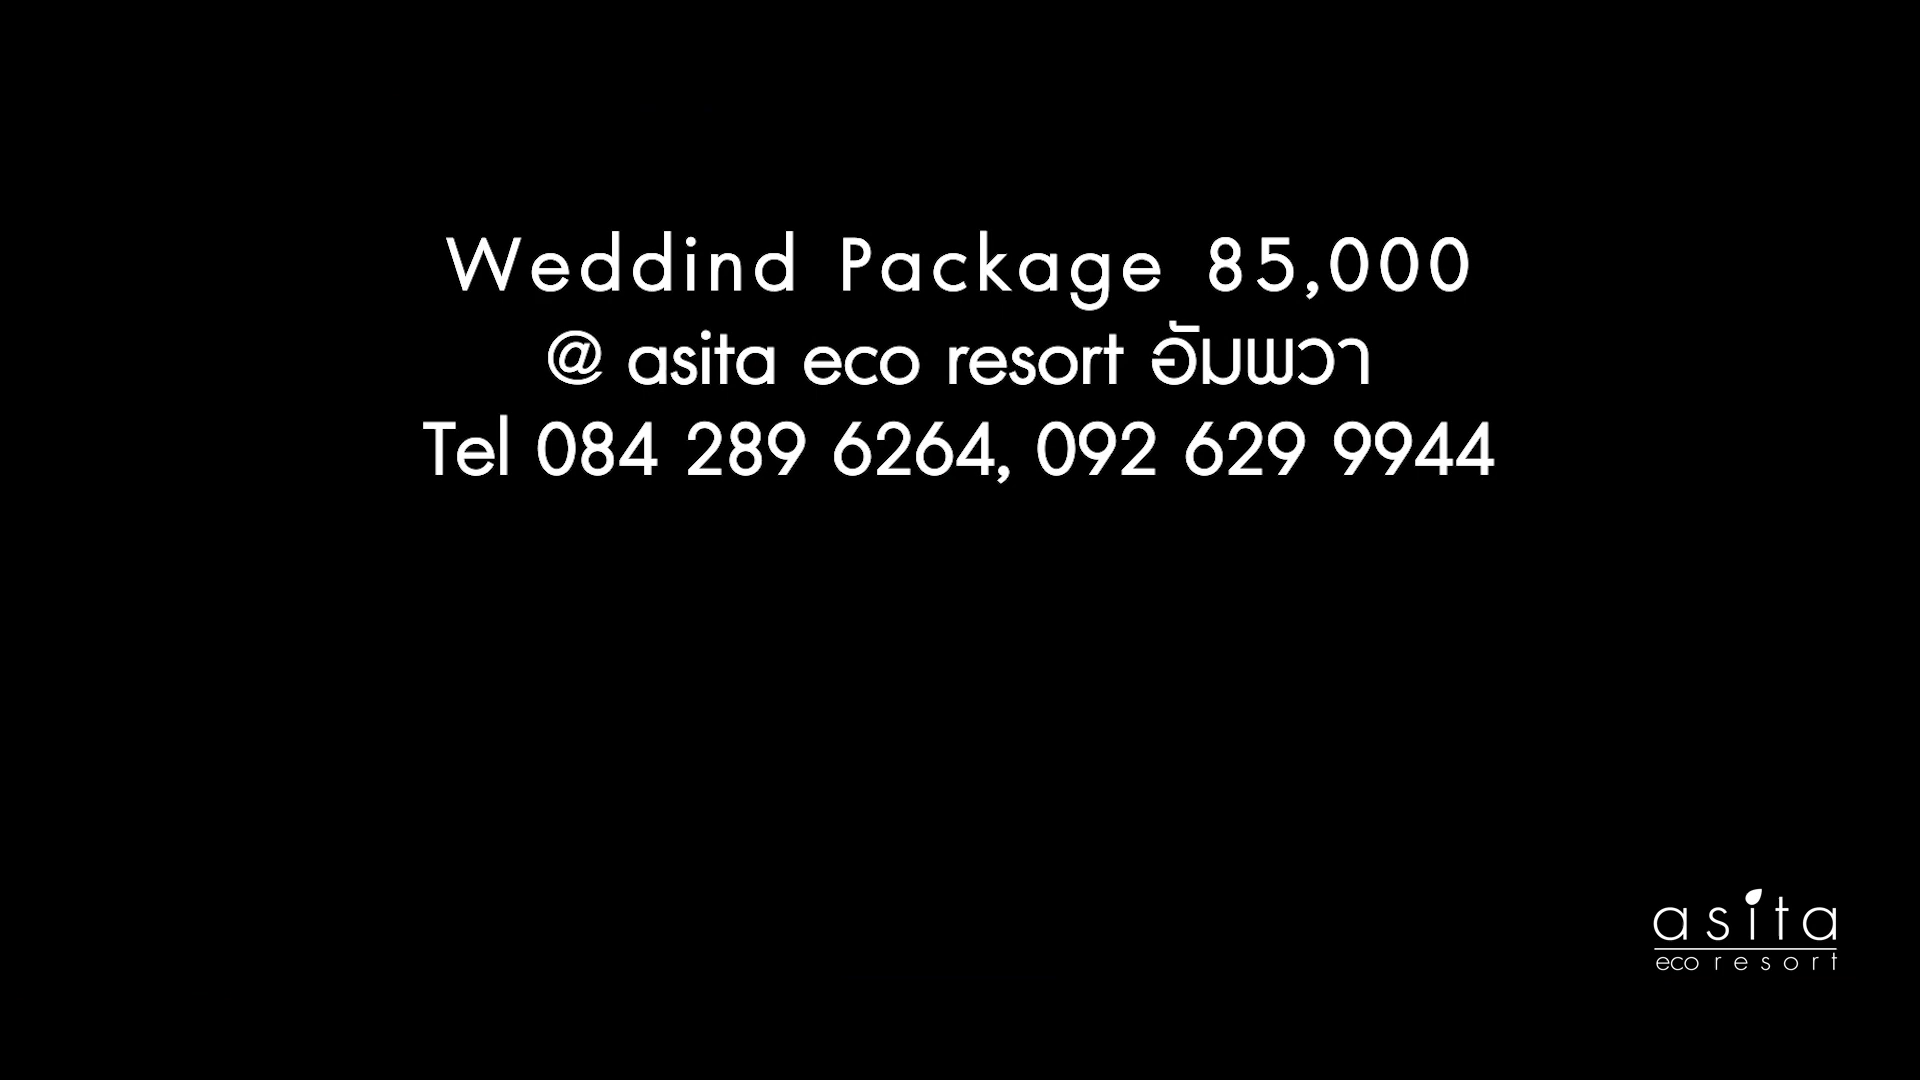 Weddind Package 85,000
@ asita eco resort อัมพวา
Tel 084 289 6264, 092 629 9944
asita
eco resort